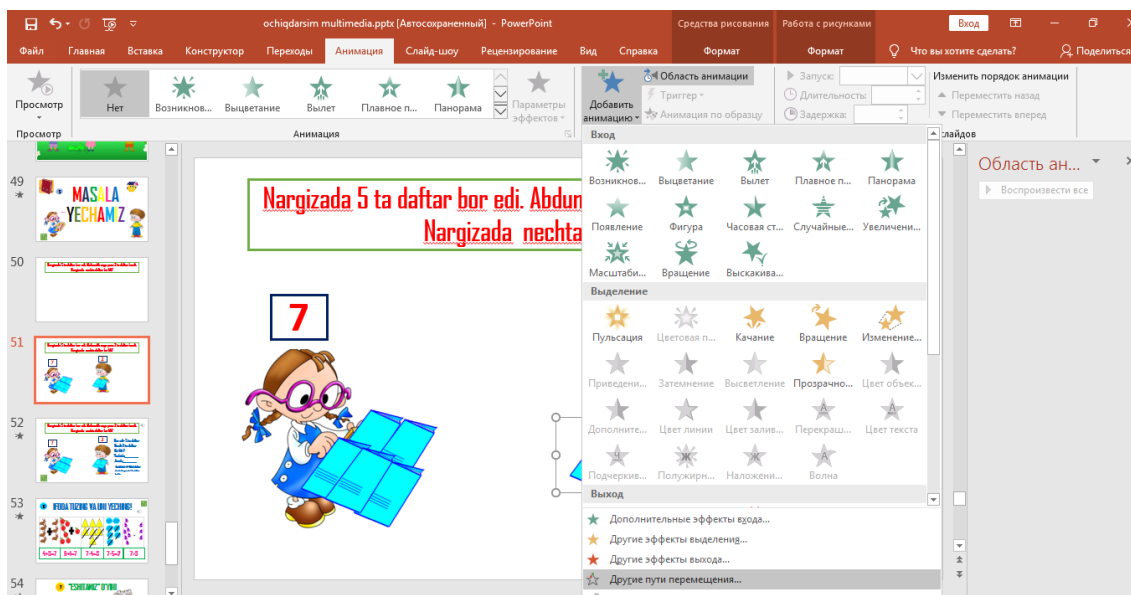 ochiqdarsim multimedia.pptx [Автосохраненный] - PowerPoint
Средства рисования
Работа с рисунками
Вход
Файл Главная Вставка Конструктор Переходы Анимация Слайд-шоу Рецензирование Вид Справка Формат Формат Что вы хотите сделать? Поделиться
Просмотр
Нет
Возникнов...
Выцветание
Вылет
Плавное п...
Панорама
Параметры
эффектов
Добавить
анимацию
Область анимации
Триггер
Анимация по образцу
Запуск:
Длительность:
Задержка:
Изменить порядок анимации
Переместить назад
Переместить вперед
Просмотр
Анимация
слайдов
Вход
Возникнов... Выцветание Вылет Плавное п... Панорама
Появление Фигура Часовая ст... Случайные... Увеличени...
Масштаби... Вращение Выскакива...
Выделение
Пульсация Цветовая п... Качание Вращение Изменение...
Приведени... Затемнение Высветление Прозрачно... Цвет объек...
Дополните... Цвет линии Цвет залив... Перекраш... Цвет текста
Подчеркив... Полужирн... Наложени... Волна
Выход
Дополнительные эффекты входа...
Другие эффекты выделения...
Другие эффекты выхода...
Другие пути перемещения...
Область ан...
Воспроизвести все
49
MASALA
YECHAMIZ
50
51
52
53
IFODA TUZING VA UNI YECHING!
54
"ESHITAMIZ" O'YINI
Nargizada 5 ta daftar bor edi. Abdu
Nargizada nechta
7